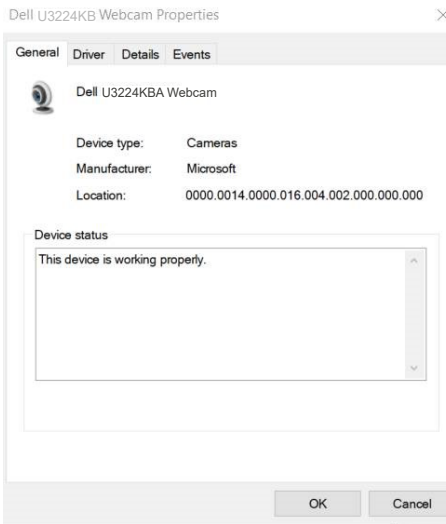 Dell U3224KB Webcam Properties
General Driver Details Events
Dell U3224KBA Webcam
Device type: Cameras
Manufacturer: Microsoft
Location: 0000.0014.0000.016.004.002.000.000.000
Device status
This device is working properly.
OK Cancel